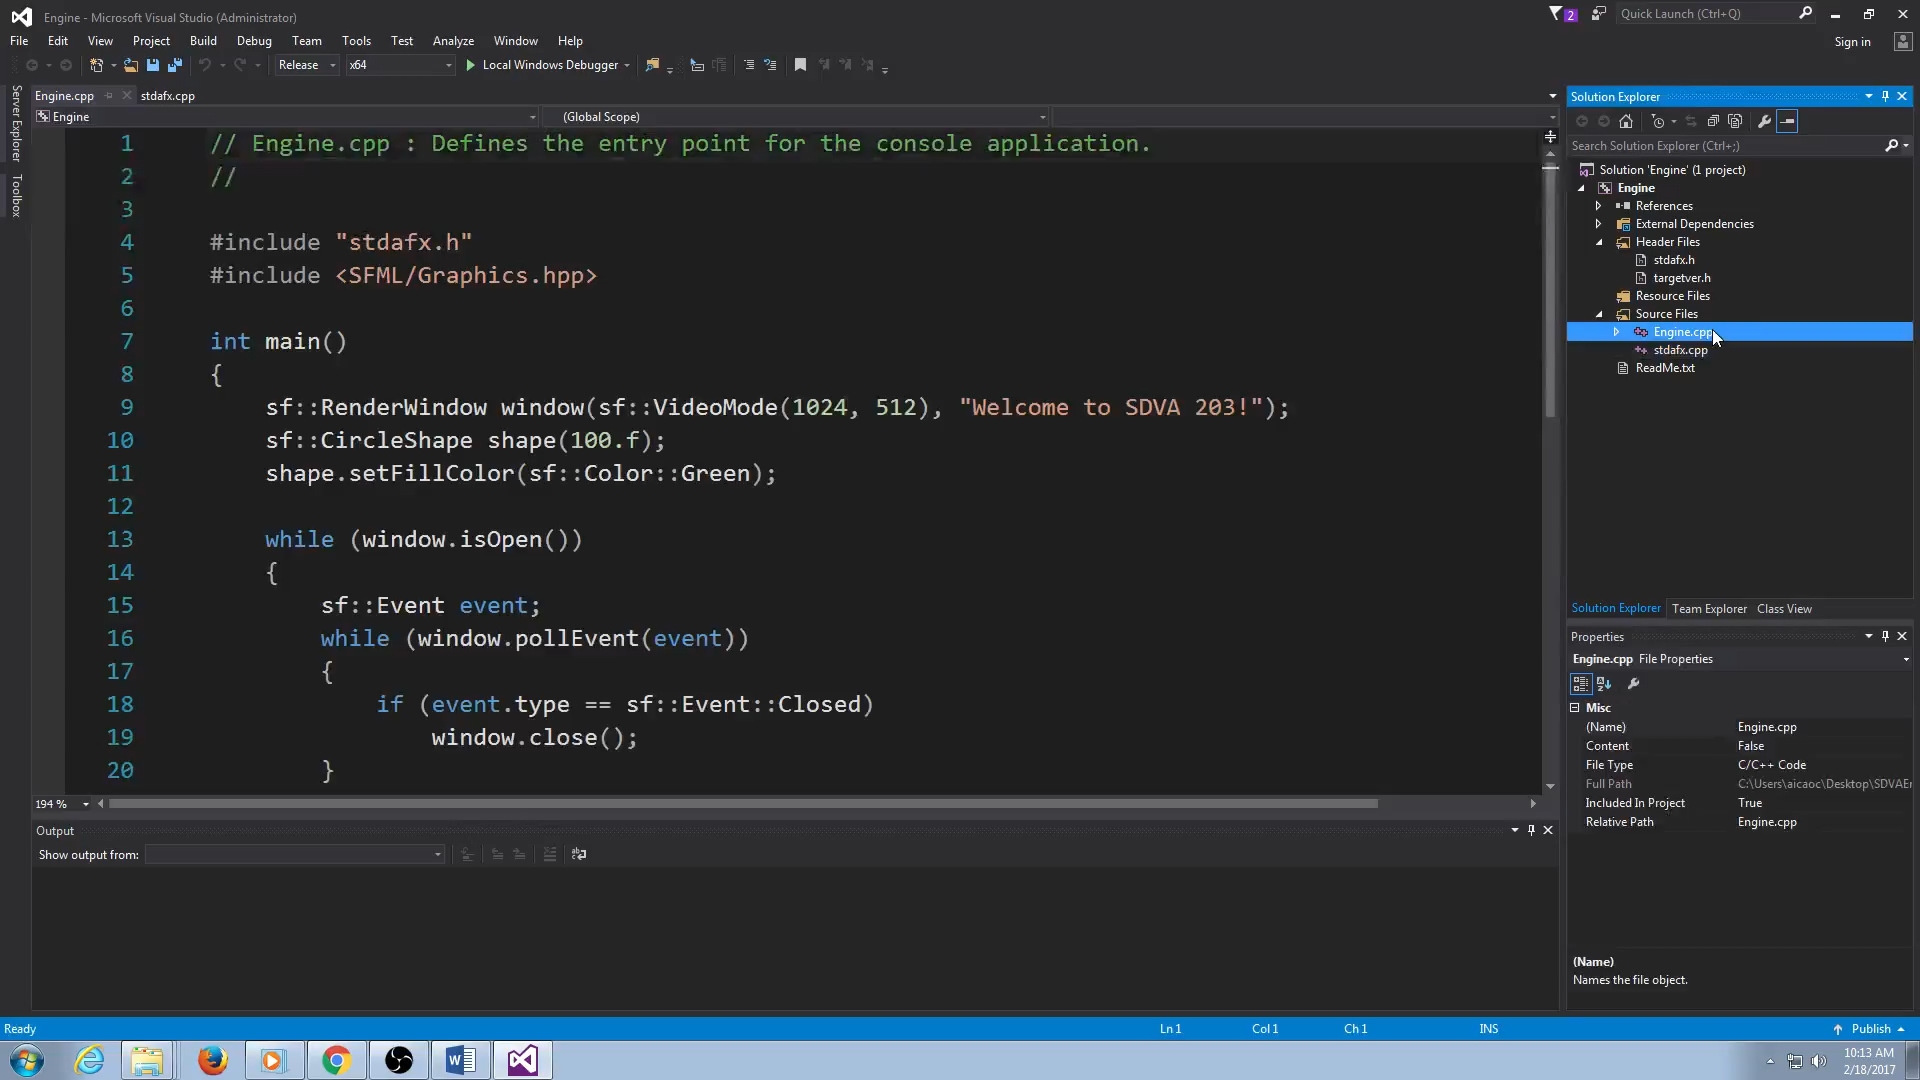 Engine - Microsoft Visual Studio (Administrator)
2
Quick Launch (Ctrl+Q)
File Edit View Project Build Debug Team Tools Test Analyze Window Help
Sign in
Release x64 Local Windows Debugger
Server Explorer
Toolbox
Engine.cpp stdafx.cpp
Engine (Global Scope)
1 // Engine.cpp : Defines the entry point for the console application.
2 //
3
4 #include "stdafx.h"
5 #include <SFML/Graphics.hpp>
6
7 int main()
8 {
9 sf::RenderWindow window(sf::VideoMode(1024, 512), "Welcome to SDVA 203!");
10 sf::CircleShape shape(100.f);
11 shape.setFillColor(sf::Color::Green);
12
13 while (window.isOpen())
14 {
15 sf::Event event;
16 while (window.pollEvent(event))
17 {
18 if (event.type == sf::Event::Closed)
19 window.close();
20 }
194 %
Output
Show output from:
Solution Explorer
Search Solution Explorer (Ctrl+;)
Solution 'Engine' (1 project)
Engine
References
External Dependencies
Header Files
stdafx.h
targetver.h
Resource Files
Source Files
Engine.cpp
stdafx.cpp
ReadMe.txt
Solution Explorer Team Explorer Class View
Properties
Engine.cpp File Properties
Misc
(Name) Engine.cpp
Content False
File Type C/C++ Code
Full Path C:\Users\aicaoc\Desktop\SDVAEr
Included In Project True
Relative Path Engine.cpp
(Name)
Names the file object.
Ready Ln 1 Col 1 Ch 1 INS Publish
10:13 AM
2/18/2017